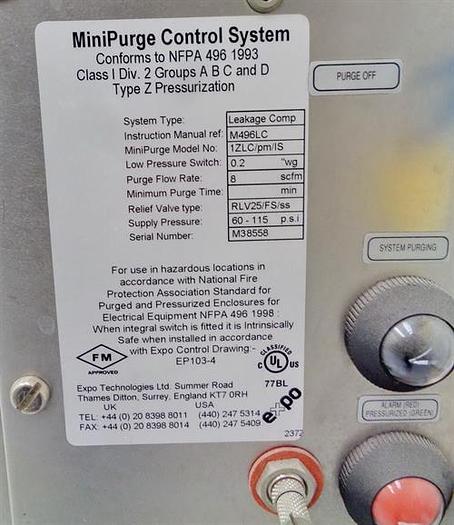 MiniPurge Control System
Conforms to NFPA 496 1993
Class I Div. 2 Groups A B C and D
Type Z Pressurization
System Type: Leakage Comp
Instruction Manual ref: M496LC
MiniPurge Model No: 1ZLC/pm/IS
Low Pressure Switch: 0.2 "wg
Purge Flow Rate: 8 scfm
Minimum Purge Time: min
Relief Valve type: RLV25/FS/ss
Supply Pressure: 60 - 115 p.s.i
Serial Number: M38558
For use in hazardous locations in
accordance with National Fire
Protection Association Standard for
Purged and Pressurized Enclosures for
Electrical Equipment NFPA 496 1998 :
When integral switch is fitted it is Intrinsically
Safe when installed in accordance
with Expo Control Drawing:-
EP103-4
FM
APPROVED
CLASSIFIED
C UL US
77BL
Expo Technologies Ltd. Summer Road
Thames Ditton, Surrey, England KT7 0RH
UK USA
TEL: +44 (0) 20 8398 8011 (440) 247 5314
FAX: +44 (0) 20 8398 8014 (440) 247 5409
expo
2372
PURGE OFF
SYSTEM PURGING
ALARM (RED)
PRESSURIZED (GREEN)